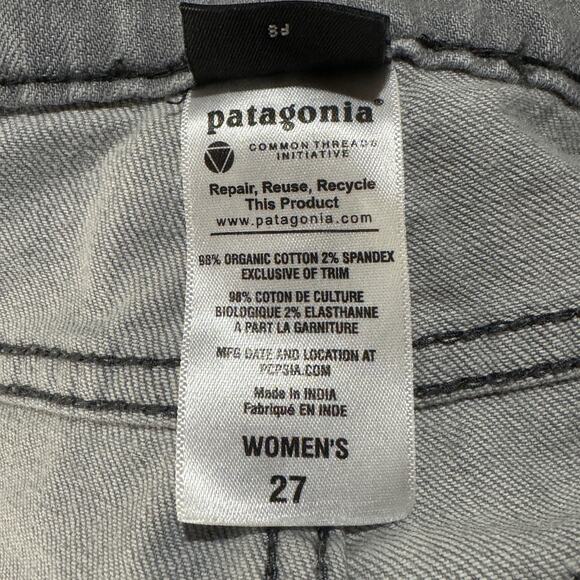 patagonia®
COMMON THREADS
INITIATIVE
Repair, Reuse, Recycle
This Product
www.patagonia.com
98% ORGANIC COTTON 2% SPANDEX
EXCLUSIVE OF TRIM
98% COTON DE CULTURE
BIOLOGIQUE 2% ELASTHANNE
A PART LA GARNITURE
MFG DATE AND LOCATION AT
PCPSIA.COM
Made in INDIA
Fabriqué EN INDE
WOMEN'S
27